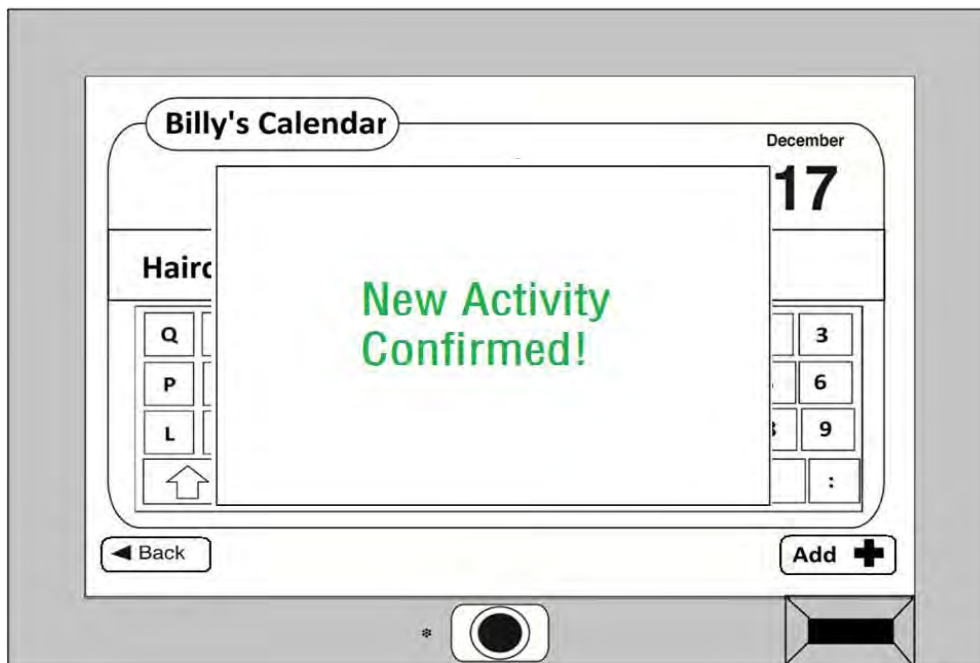 Billy's Calendar
December
17
New Activity
Confirmed!
Q
3
P
6
L
9
:
Back
Add
*